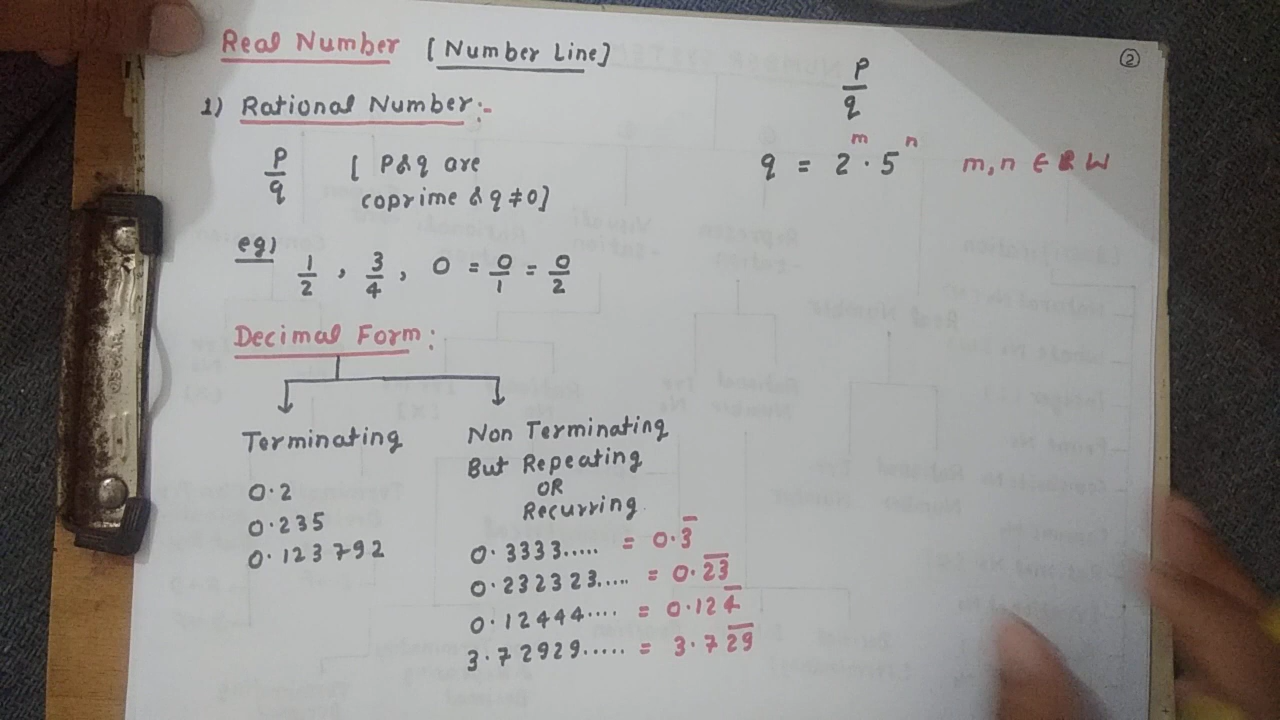 Real Number [Number Line]
②
1) Rational Number:-
P/q [ P & q are
coprime & q ≠ 0]
eg) 1/2 , 3/4 , 0 = 0/1 = 0/2
Decimal Form:
Terminating
0.2
0.235
0.123792
Non Terminating
But Repeating
OR
Recurring.
0.3333..... = 0.3̅
0.232323..... = 0.2̅3̅
0.12444.... = 0.124̅
3.72929..... = 3.72̅9̅
P/q
q = 2^m . 5^n m,n ∈ W